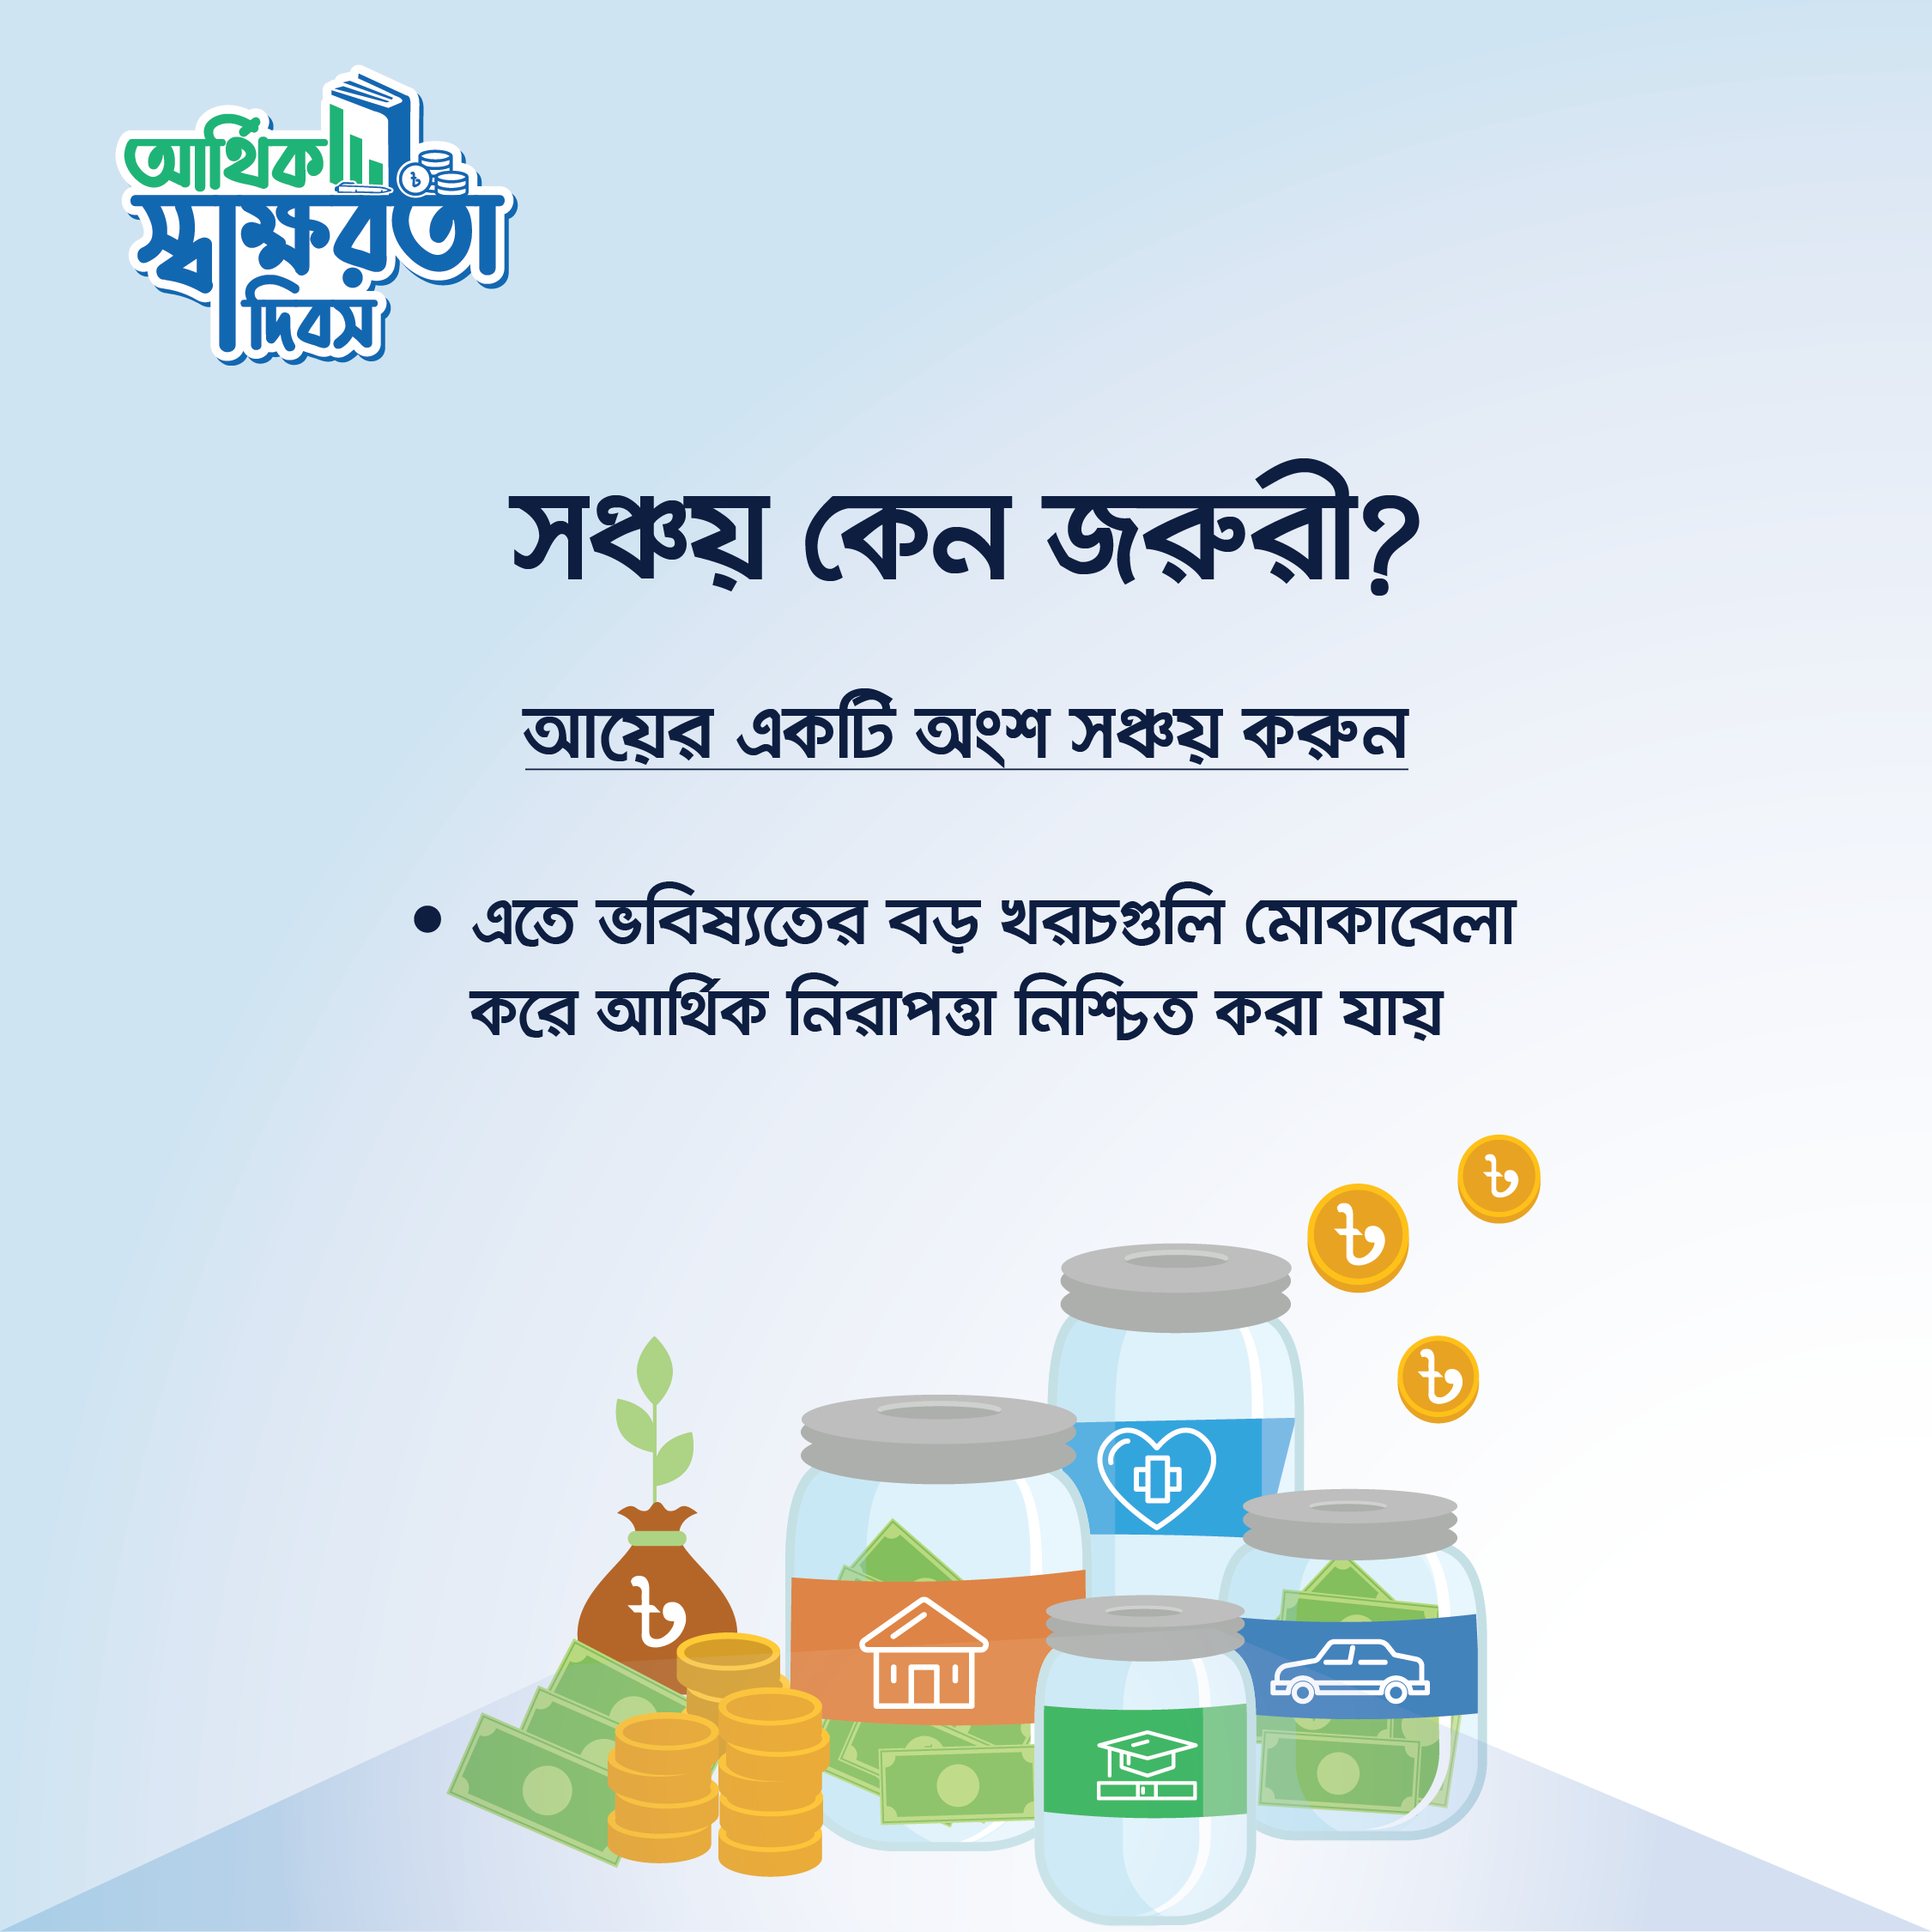 আর্থিক
স্বাক্ষরতা
দিবস
সঞ্চয় কেন জরুরী?
আয়ের একটি অংশ সঞ্চয় করুন
• এতে ভবিষ্যতের বড় খরচগুলি মোকাবেলা
করে আর্থিক নিরাপত্তা নিশ্চিত করা যায়
৳
৳
৳
৳